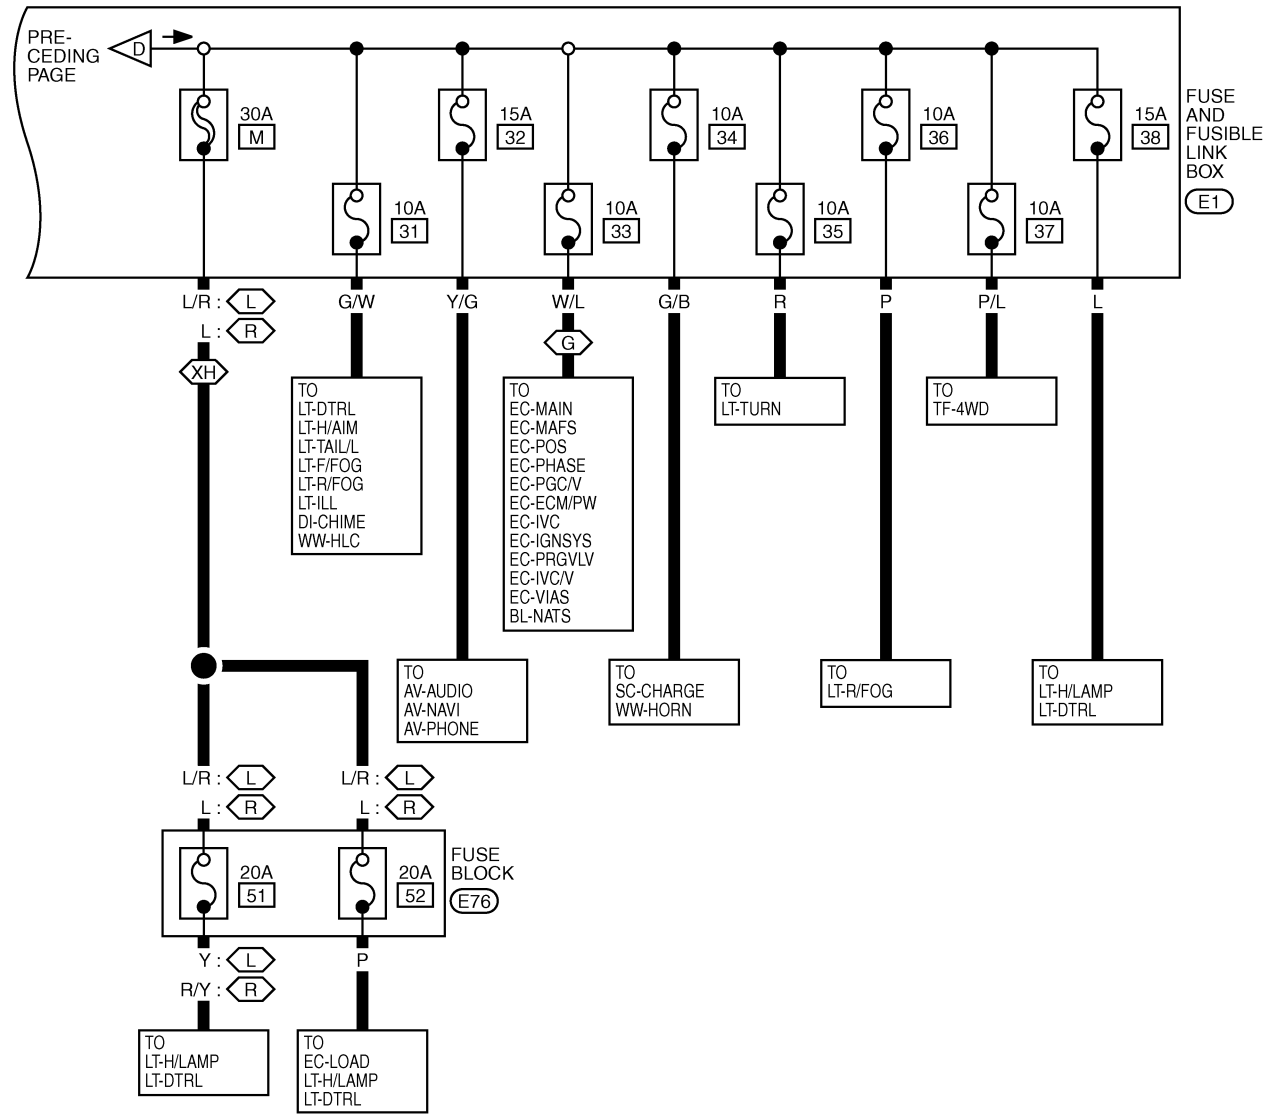 PRE-
CEDING
PAGE
D
30A
M
15A
32
10A
34
10A
36
15A
38
FUSE
AND
FUSIBLE
LINK
BOX
E1
10A
31
10A
33
10A
35
10A
37
L/R : L
L : R
G/W
Y/G
W/L
G/B
R
P
P/L
L
G
XH
TO
LT-DTRL
LT-H/AIM
LT-TAIL/L
LT-F/FOG
LT-R/FOG
LT-ILL
DI-CHIME
WW-HLC
TO
EC-MAIN
EC-MAFS
EC-POS
EC-PHASE
EC-PGC/V
EC-ECM/PW
EC-IVC
EC-IGNSYS
EC-PRGVLV
EC-IVC/V
EC-VIAS
BL-NATS
TO
LT-TURN
TO
TF-4WD
TO
AV-AUDIO
AV-NAVI
AV-PHONE
TO
SC-CHARGE
WW-HORN
TO
LT-R/FOG
TO
LT-H/LAMP
LT-DTRL
L/R : L
L : R
L/R : L
L : R
20A
51
20A
52
FUSE
BLOCK
E76
Y : L
R/Y : R
P
TO
LT-H/LAMP
LT-DTRL
TO
EC-LOAD
LT-H/LAMP
LT-DTRL